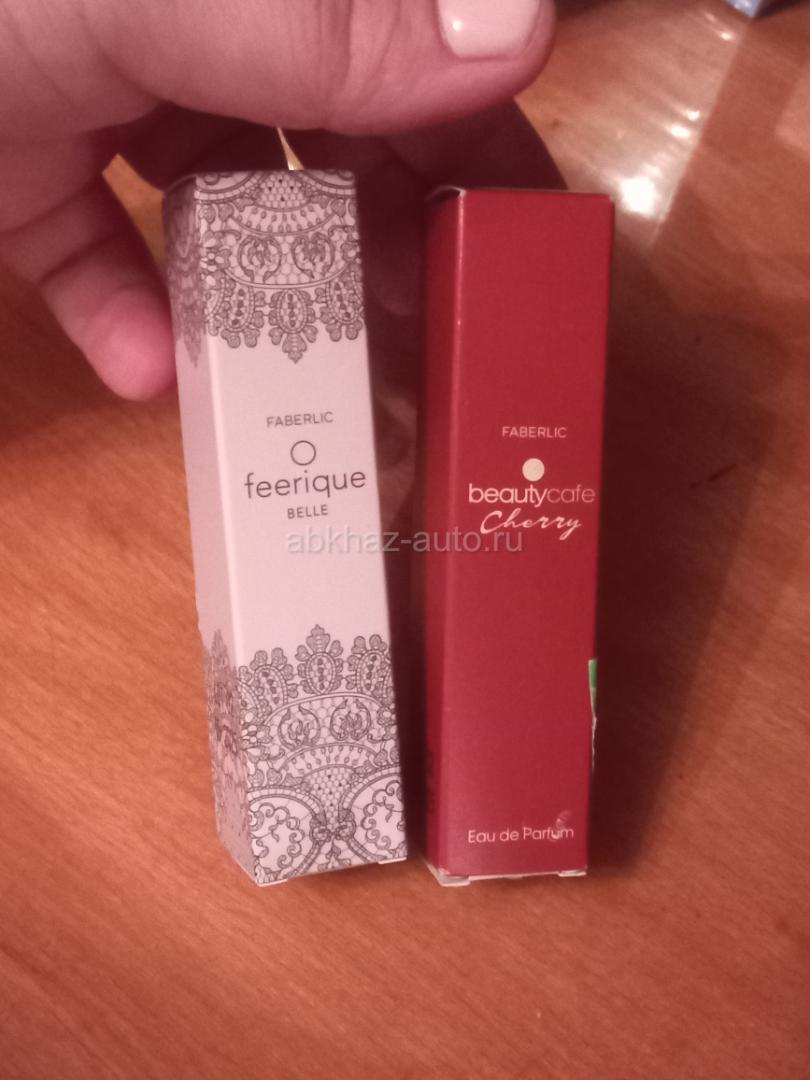 FABERLIC
feerique
BELLE
FABERLIC
beautycafe
Cherry
Eau de Parfum
abkhaz-auto.ru